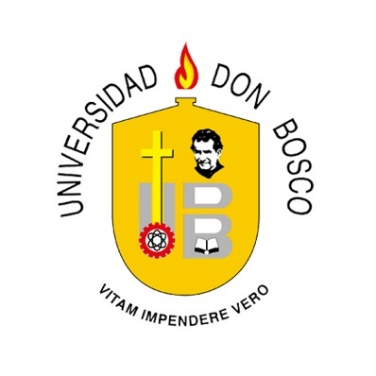 UNIVERSIDAD DON BOSCO
UDB
VITAM IMPENDERE VERO